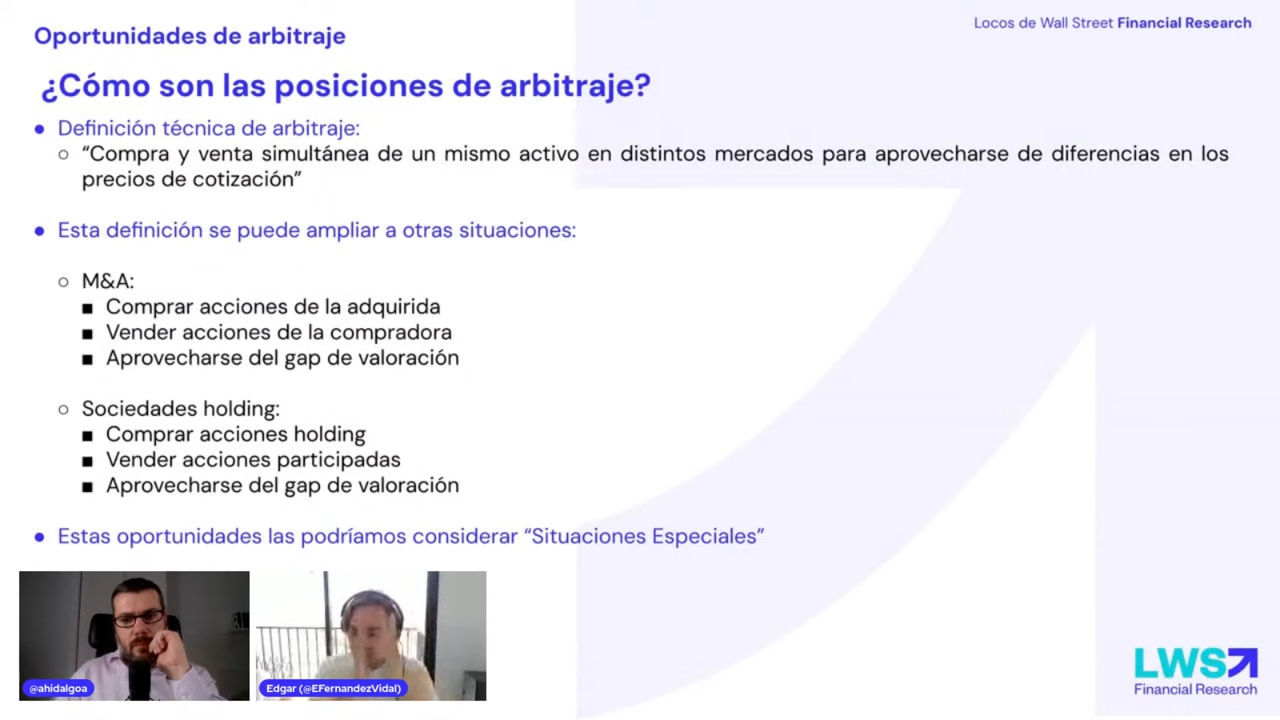 Locos de Wall Street Financial Research
Oportunidades de arbitraje
¿Cómo son las posiciones de arbitraje?
● Definición técnica de arbitraje:
○ “Compra y venta simultánea de un mismo activo en distintos mercados para aprovecharse de diferencias en los
precios de cotización”
● Esta definición se puede ampliar a otras situaciones:
○ M&A:
■ Comprar acciones de la adquirida
■ Vender acciones de la compradora
■ Aprovecharse del gap de valoración
○ Sociedades holding:
■ Comprar acciones holding
■ Vender acciones participadas
■ Aprovecharse del gap de valoración
● Estas oportunidades las podríamos considerar “Situaciones Especiales”
@ahidalgoa
Edgar (@EFernandezVidal)
LWS
Financial Research